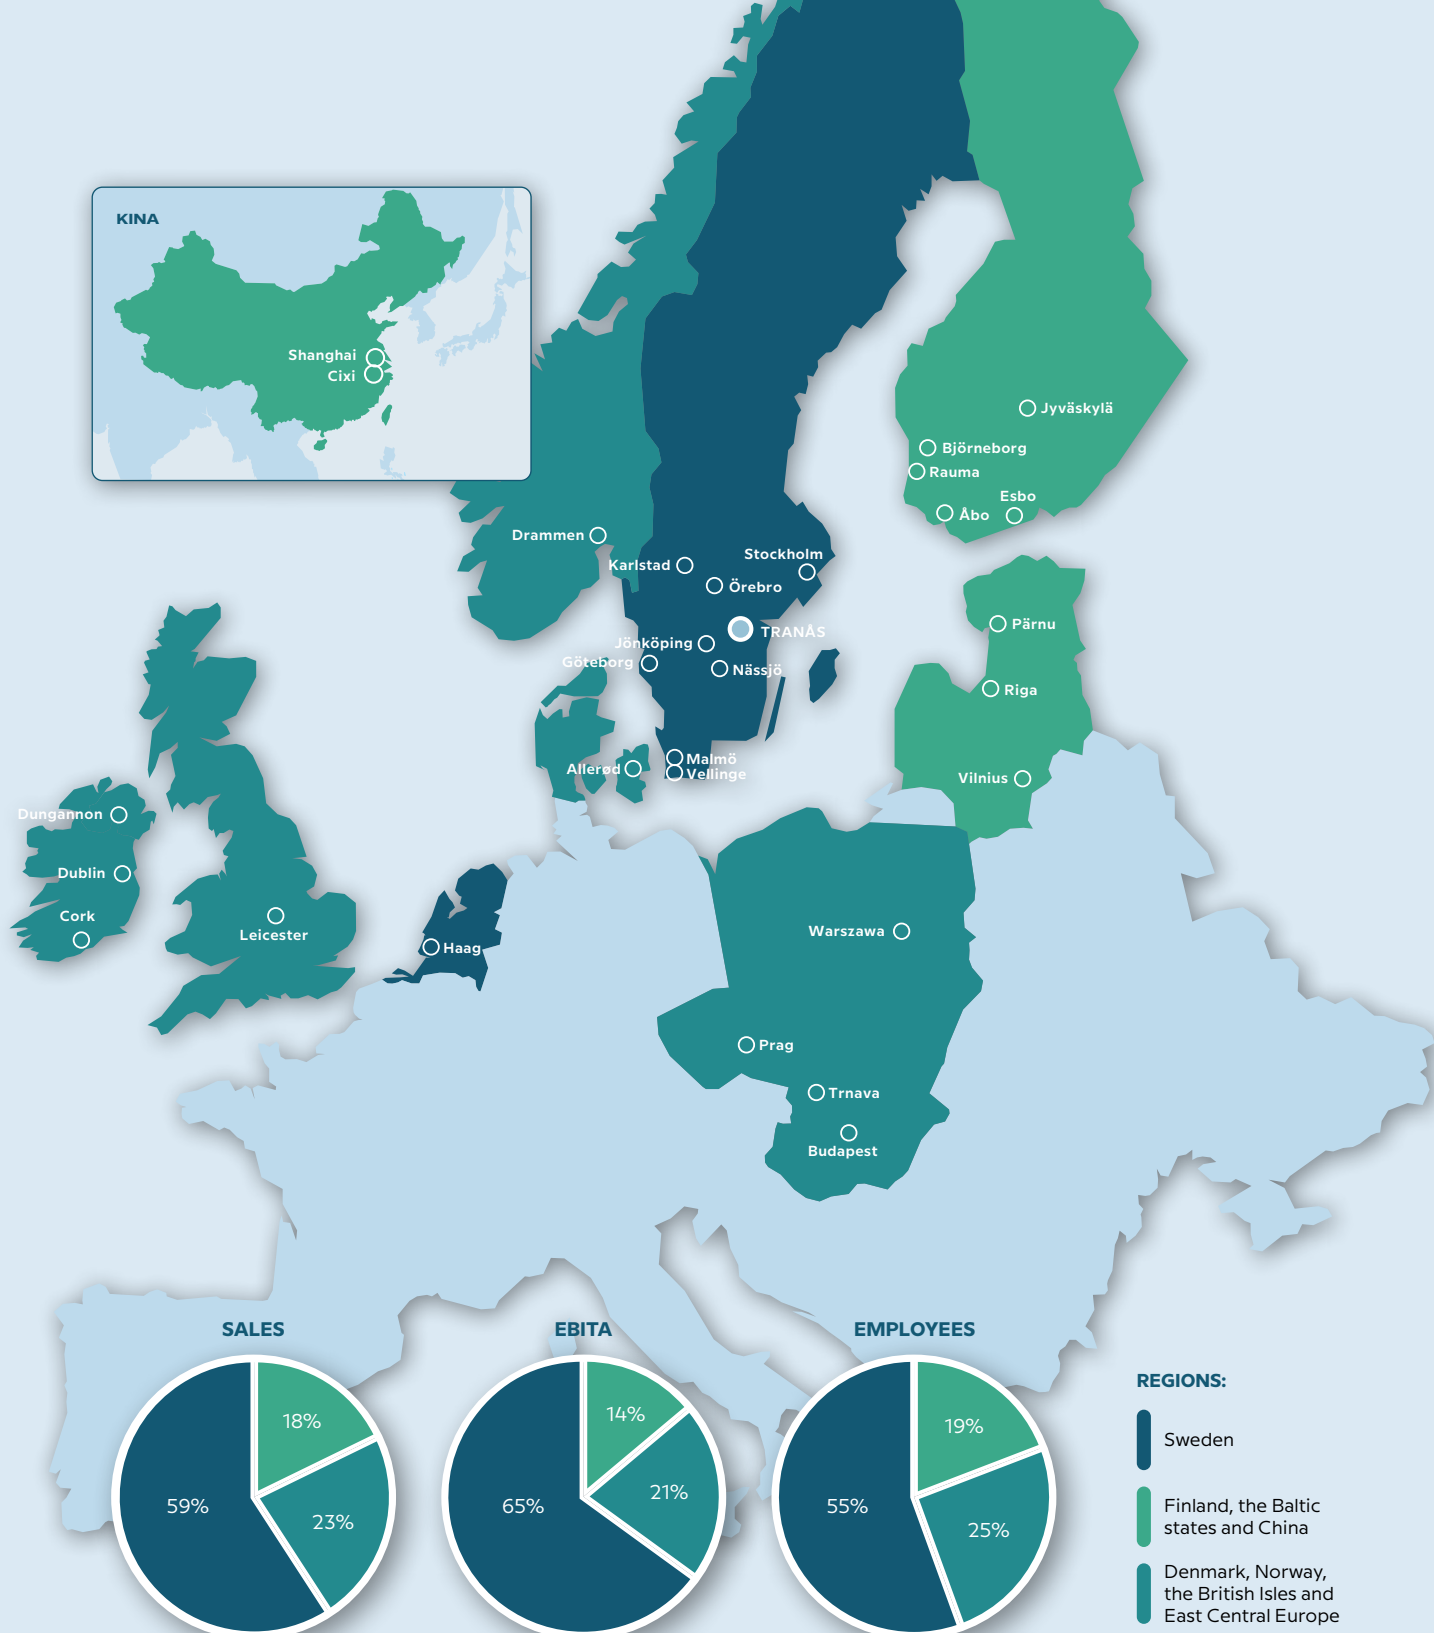 KINA
Shanghai
Cixi
Jyväskylä
Björneborg
Rauma
Esbo
Åbo
Drammen
Stockholm
Karlstad
Örebro
TRANÅS
Jönköping
Göteborg
Nässjö
Pärnu
Riga
Malmö
Allerød
Vellinge
Vilnius
Dungannon
Dublin
Cork
Leicester
Haag
Warszawa
Prag
Trnava
Budapest
SALES
18%
59%
23%
EBITA
14%
65%
21%
EMPLOYEES
19%
55%
25%
REGIONS:
Sweden
Finland, the Baltic
states and China
Denmark, Norway,
the British Isles and
East Central Europe